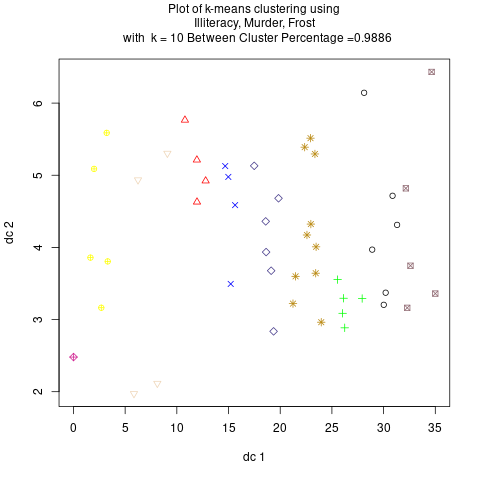 Plot of k-means clustering using
Illiteracy, Murder, Frost
with k = 10 Between Cluster Percentage =0.9886
dc 2
6
5
4
3
2
0 5 10 15 20 25 30 35
dc 1